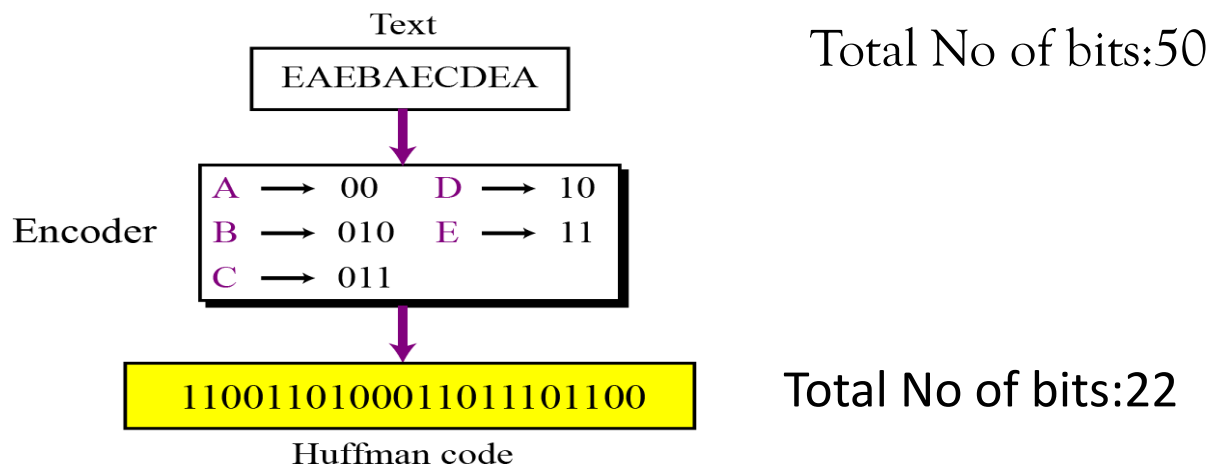 Text
Total No of bits:50
EAEBAECDEA
A → 00 D → 10
Encoder
B → 010 E → 11
C → 011
1100110100011011101100
Total No of bits:22
Huffman code